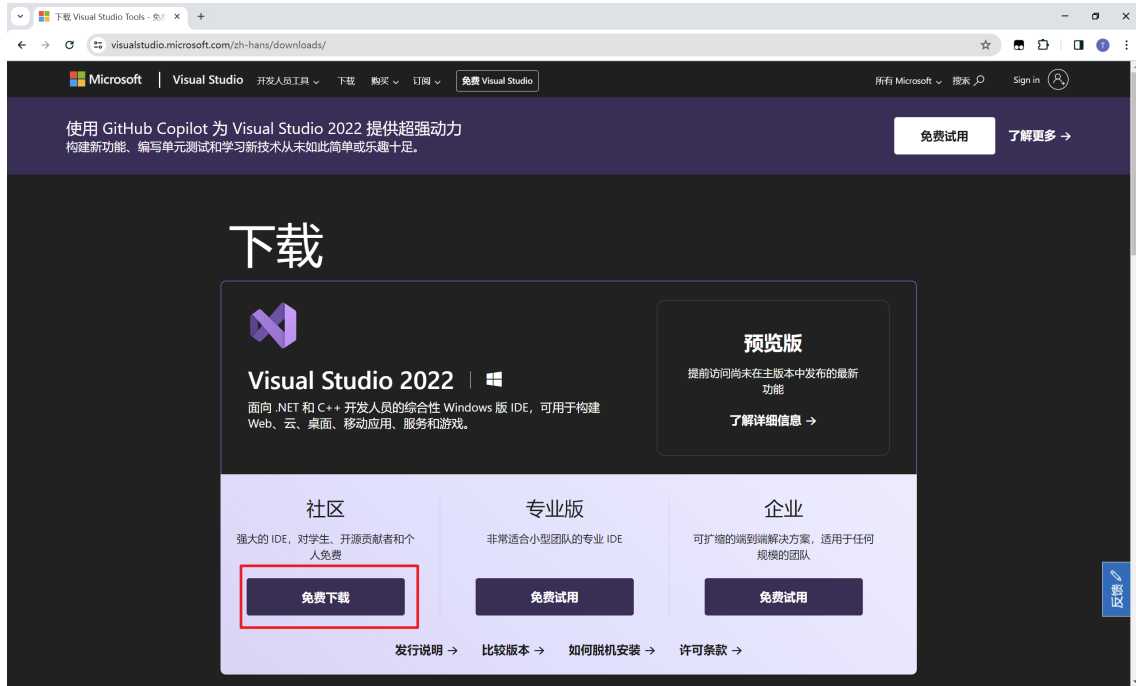 下载 Visual Studio Tools - 免
visualstudio.microsoft.com/zh-hans/downloads/
T
Microsoft Visual Studio 开发人员工具 下载 购买 订阅 免费 Visual Studio 所有 Microsoft 搜索 Sign in
使用 GitHub Copilot 为 Visual Studio 2022 提供超强动力
构建新功能、编写单元测试和学习新技术从未如此简单或乐趣十足。
免费试用 了解更多 →
下载
Visual Studio 2022
面向 .NET 和 C++ 开发人员的综合性 Windows 版 IDE，可用于构建
Web、云、桌面、移动应用、服务和游戏。
预览版
提前访问尚未在主版本中发布的最新
功能
了解详细信息 →
社区
强大的 IDE，对学生、开源贡献者和个
人免费
免费下载
专业版
非常适合小型团队的专业 IDE
免费试用
企业
可扩缩的端到端解决方案，适用于任何
规模的团队
免费试用
发行说明 → 比较版本 → 如何脱机安装 → 许可条款 →
反馈